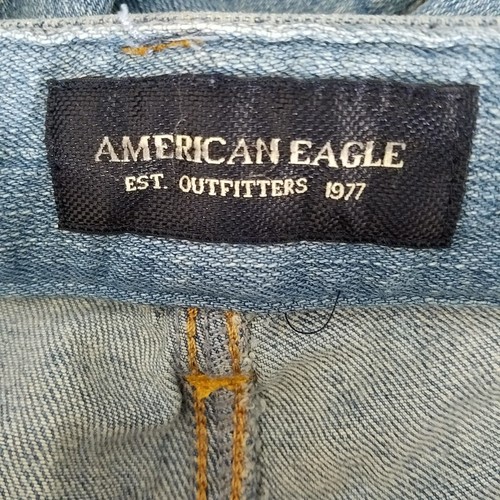 AMERICAN EAGLE
EST. OUTFITTERS 1977